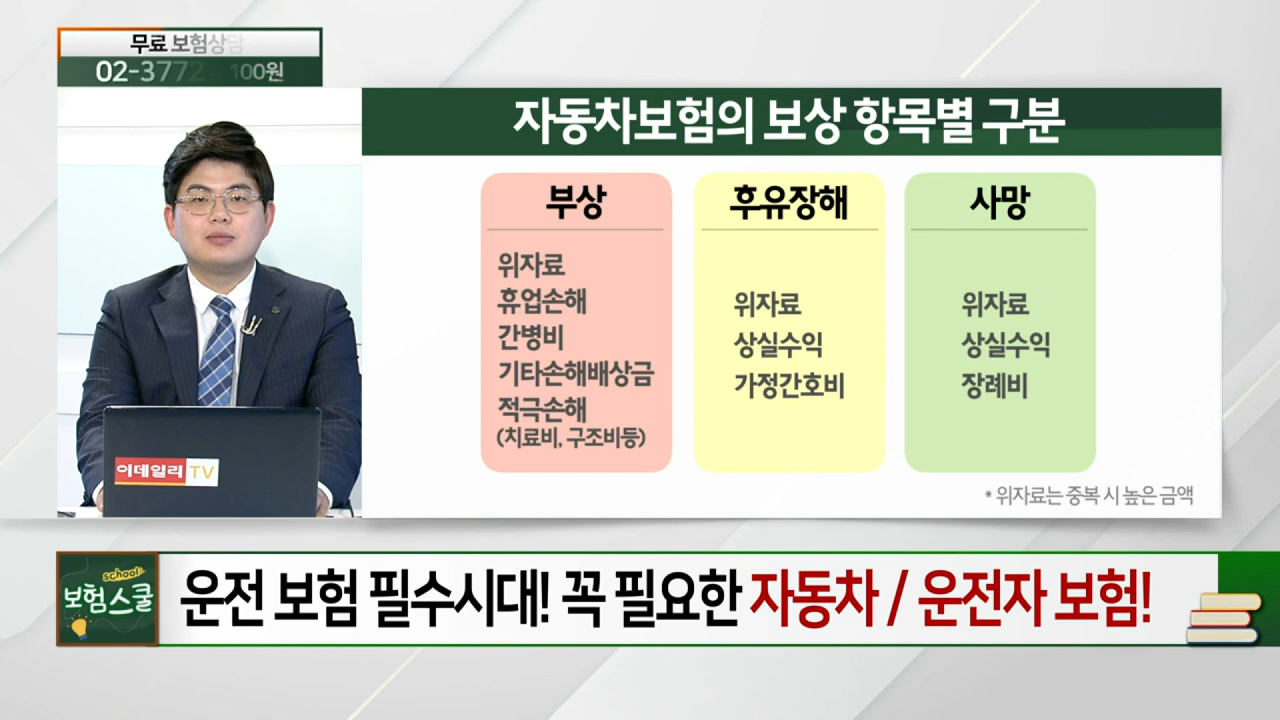 무료 보험상담
02-3772 100원
자동차보험의 보상 항목별 구분
부상
위자료
휴업손해
간병비
기타손해배상금
적극손해
(치료비, 구조비등)
후유장해
위자료
상실수익
가정간호비
사망
위자료
상실수익
장례비
* 위자료는 중복 시 높은 금액
이데일리 TV
school
보험스쿨
운전 보험 필수시대! 꼭 필요한 자동차 / 운전자 보험!